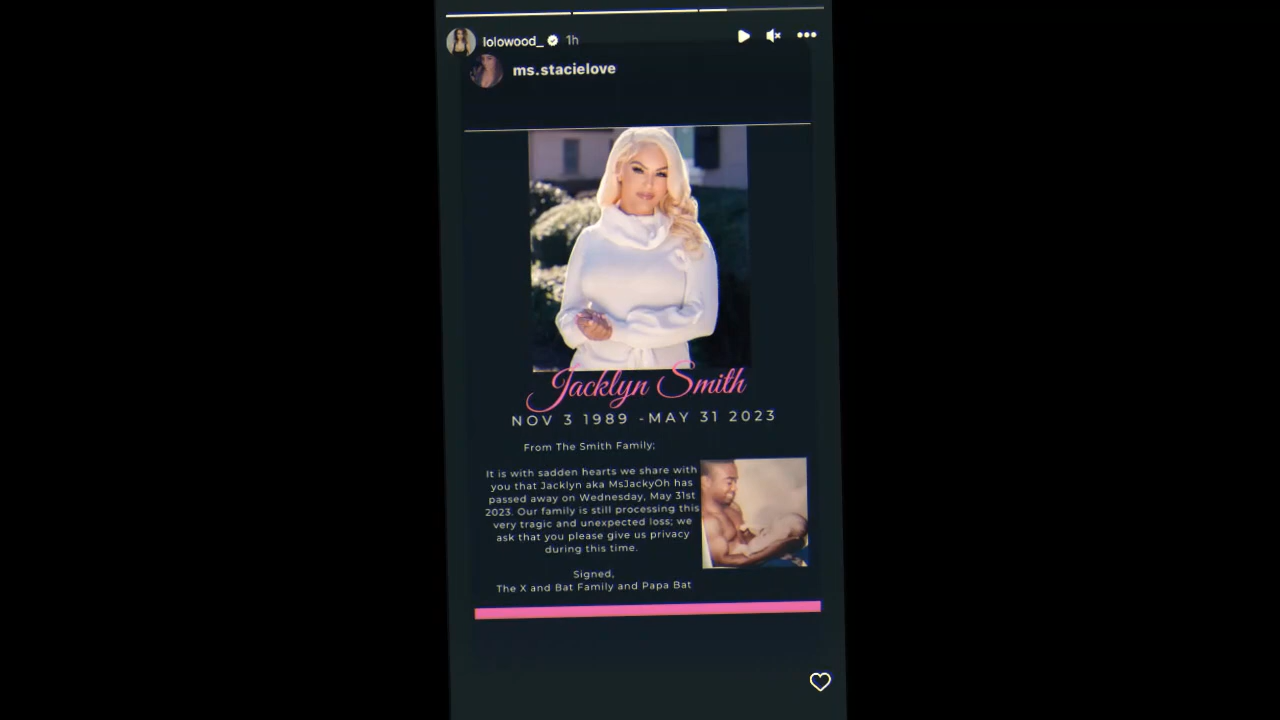 lolowood_ 1h
ms.stacielove
Jacklyn Smith
NOV 3 1989 -MAY 31 2023
From The Smith Family;
It is with sadden hearts we share with
you that Jacklyn aka MsJackyOh has
passed away on Wednesday, May 31st
2023. Our family is still processing this
very tragic and unexpected loss; we
ask that you please give us privacy
during this time.
Signed,
The X and Bat Family and Papa Bat